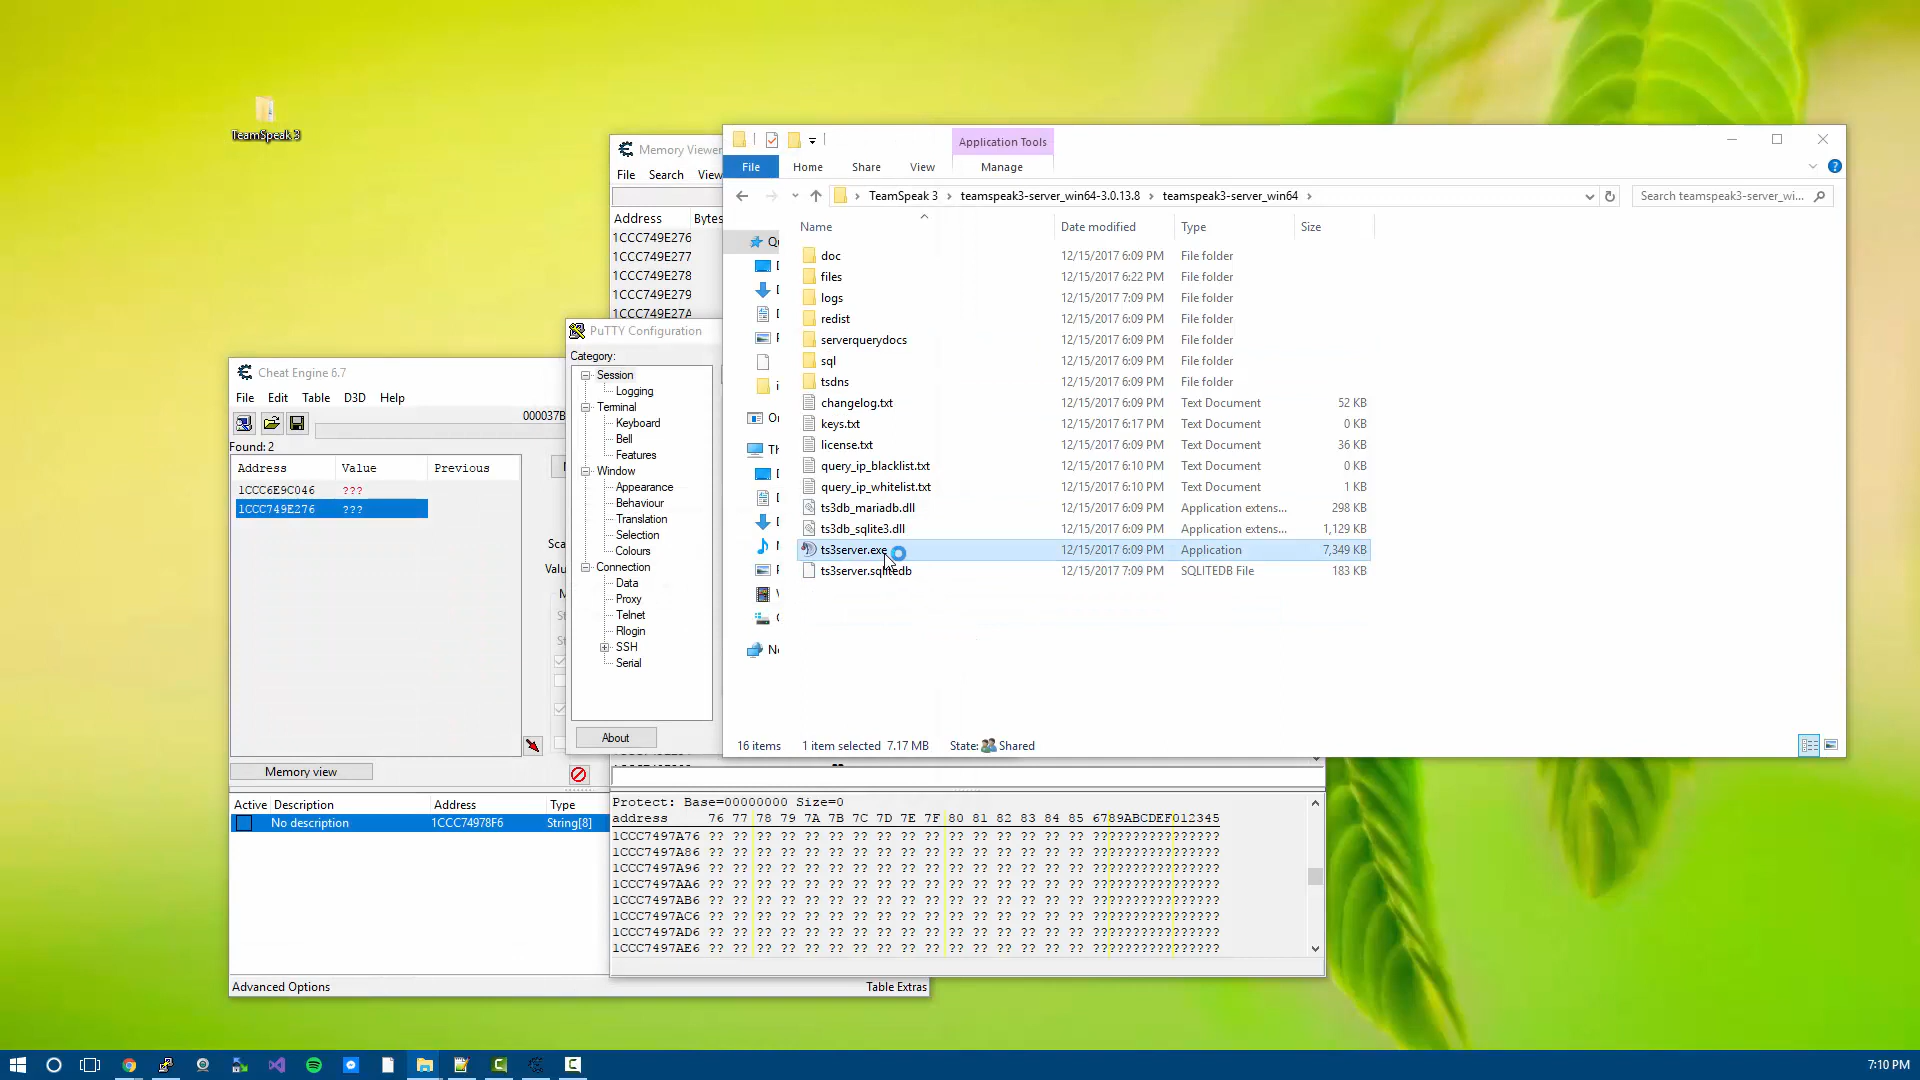 TeamSpeak 3
Memory Viewer
File Search View
Address Bytes
1CCC749E276
1CCC749E277
1CCC749E278
1CCC749E279
1CCC749E27A
Application Tools
File Home Share View Manage
TeamSpeak 3 > teamspeak3-server_win64-3.0.13.8 > teamspeak3-server_win64 >
Search teamspeak3-server_wi...
Name Date modified Type Size
doc 12/15/2017 6:09 PM File folder
files 12/15/2017 6:22 PM File folder
logs 12/15/2017 7:09 PM File folder
redist 12/15/2017 6:09 PM File folder
serverquerydocs 12/15/2017 6:09 PM File folder
sql 12/15/2017 6:09 PM File folder
tsdns 12/15/2017 6:09 PM File folder
changelog.txt 12/15/2017 6:09 PM Text Document 52 KB
keys.txt 12/15/2017 6:17 PM Text Document 0 KB
license.txt 12/15/2017 6:09 PM Text Document 36 KB
query_ip_blacklist.txt 12/15/2017 6:10 PM Text Document 0 KB
query_ip_whitelist.txt 12/15/2017 6:10 PM Text Document 1 KB
ts3db_mariadb.dll 12/15/2017 6:09 PM Application extens... 298 KB
ts3db_sqlite3.dll 12/15/2017 6:09 PM Application extens... 1,129 KB
ts3server.exe 12/15/2017 6:09 PM Application 7,349 KB
ts3server.sqlitedb 12/15/2017 7:09 PM SQLITEDB File 183 KB
16 items 1 item selected 7.17 MB State: Shared
PuTTY Configuration
Category:
Session
Logging
Terminal
Keyboard
Bell
Features
Window
Appearance
Behaviour
Translation
Selection
Colours
Connection
Data
Proxy
Telnet
Rlogin
SSH
Serial
About
Cheat Engine 6.7
File Edit Table D3D Help
000037B
Found: 2
Address Value Previous
1CCC6E9C046 ???
1CCC749E276 ???
Memory view
Active Description Address Type
No description 1CCC74978F6 String[8]
Advanced Options Table Extras
Protect: Base=00000000 Size=0
address 76 77 78 79 7A 7B 7C 7D 7E 7F 80 81 82 83 84 85 6789ABCDEF012345
1CCC7497A76 ?? ?? ?? ?? ?? ?? ?? ?? ?? ?? ?? ?? ?? ?? ?? ?? ????????????????
1CCC7497A86 ?? ?? ?? ?? ?? ?? ?? ?? ?? ?? ?? ?? ?? ?? ?? ?? ????????????????
1CCC7497A96 ?? ?? ?? ?? ?? ?? ?? ?? ?? ?? ?? ?? ?? ?? ?? ?? ????????????????
1CCC7497AA6 ?? ?? ?? ?? ?? ?? ?? ?? ?? ?? ?? ?? ?? ?? ?? ?? ????????????????
1CCC7497AB6 ?? ?? ?? ?? ?? ?? ?? ?? ?? ?? ?? ?? ?? ?? ?? ?? ????????????????
1CCC7497AC6 ?? ?? ?? ?? ?? ?? ?? ?? ?? ?? ?? ?? ?? ?? ?? ?? ????????????????
1CCC7497AD6 ?? ?? ?? ?? ?? ?? ?? ?? ?? ?? ?? ?? ?? ?? ?? ?? ????????????????
1CCC7497AE6 ?? ?? ?? ?? ?? ?? ?? ?? ?? ?? ?? ?? ?? ?? ?? ?? ????????????????
7:10 PM